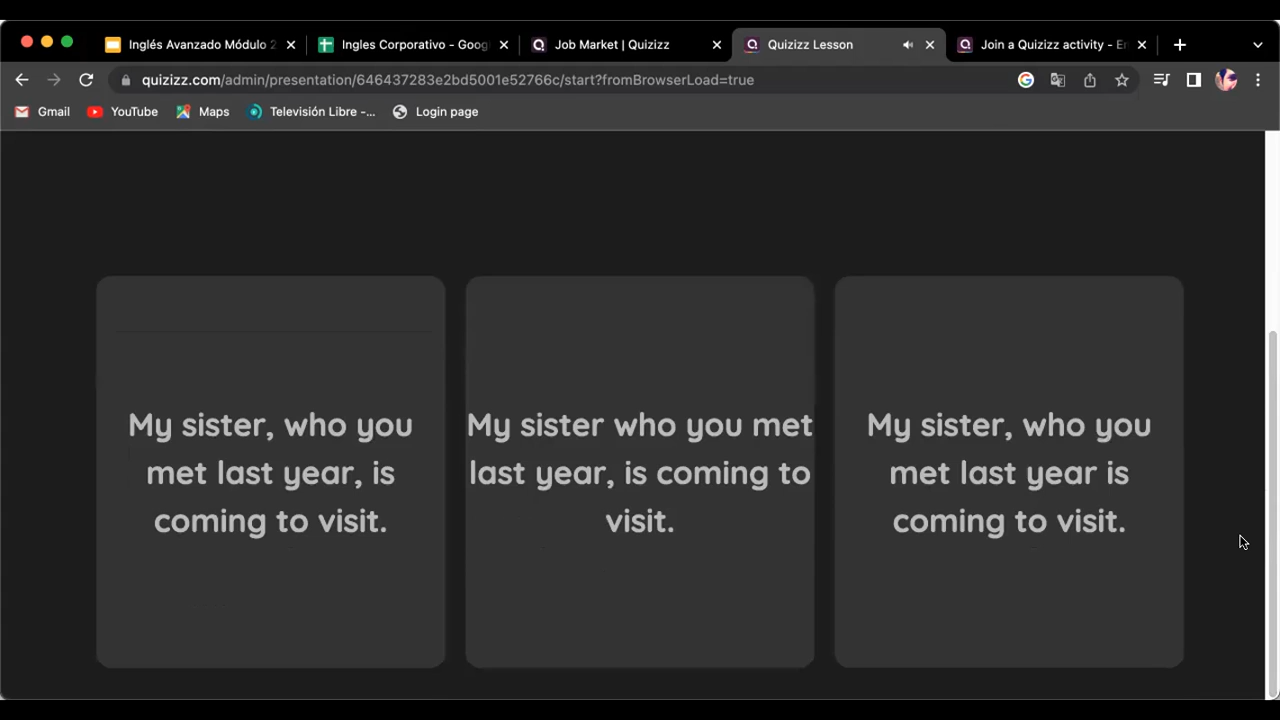 Inglés Avanzado Módulo 2
Ingles Corporativo - Goog
Job Market | Quizizz
Quizizz Lesson
Join a Quizizz activity - En
quizizz.com/admin/presentation/646437283e2bd5001e52766c/start?fromBrowserLoad=true
Gmail
YouTube
Maps
Televisión Libre -...
Login page
My sister, who you
met last year, is
coming to visit.
My sister who you met
last year, is coming to
visit.
My sister, who you
met last year is
coming to visit.